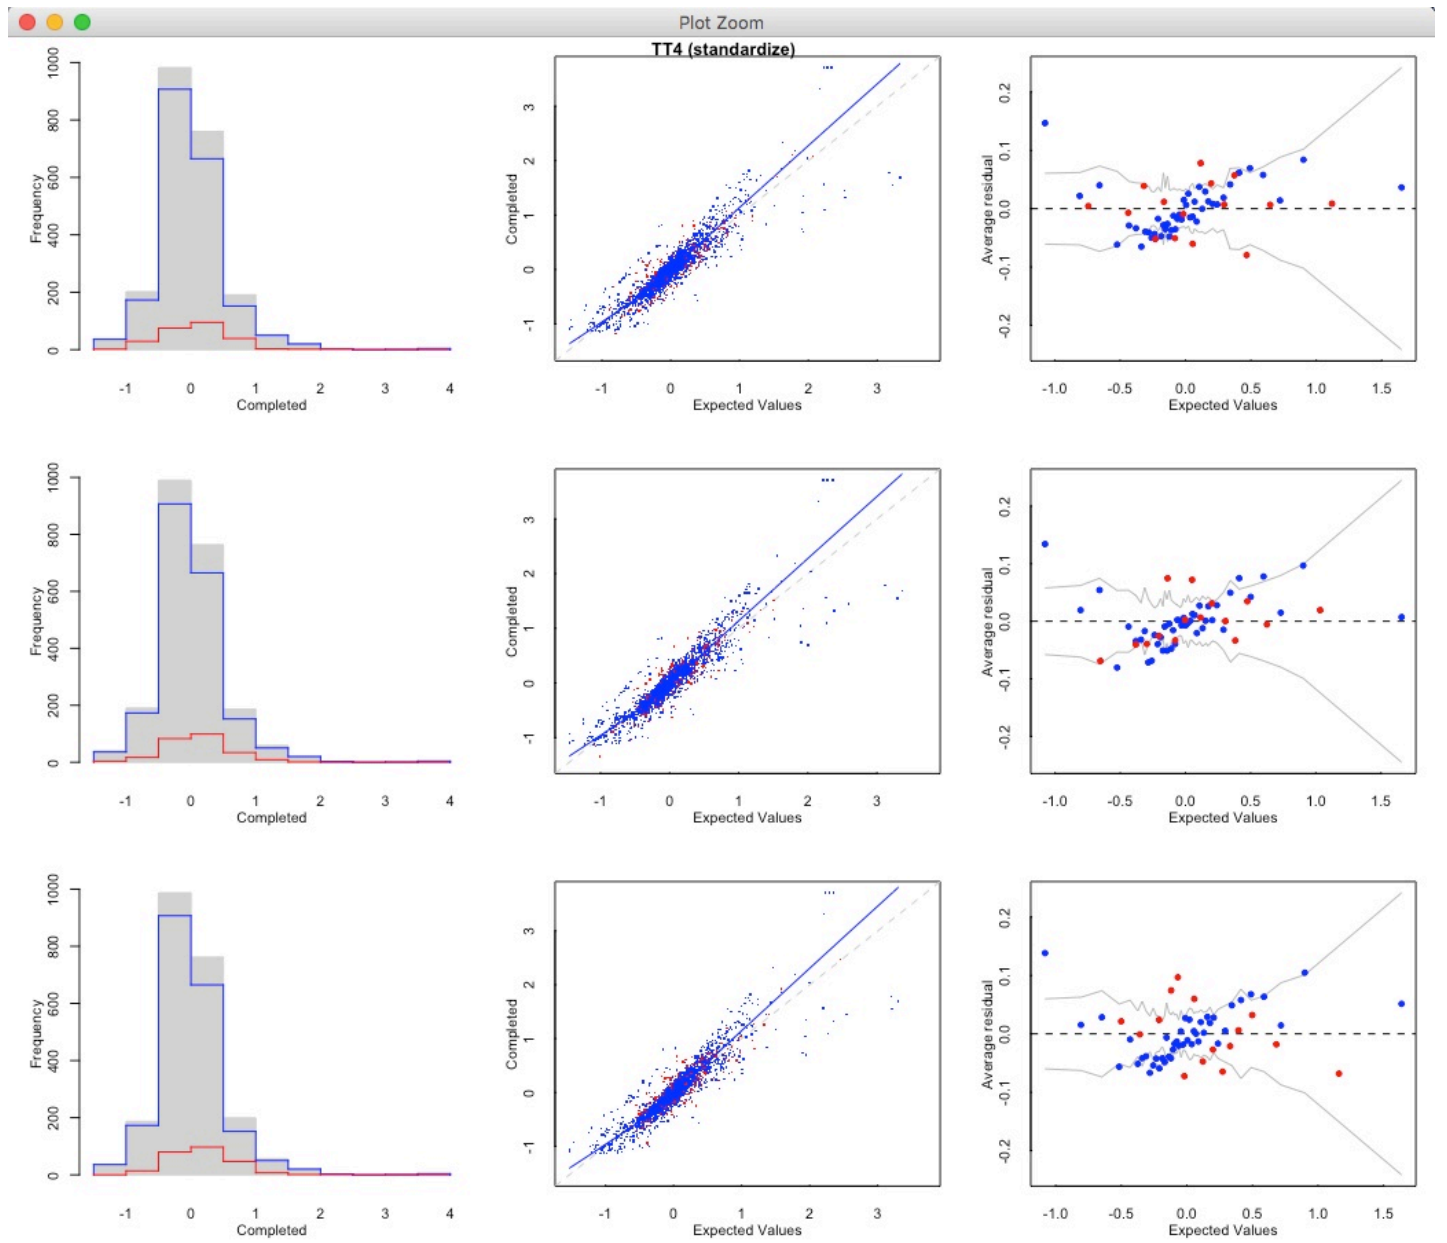 Plot Zoom
TT4 (standardize)
Frequency
0 200 400 600 800 1000
-1 0 1 2 3 4
Completed
Completed
-1 0 1 2 3
-1 0 1 2 3
Expected Values
Average residual
-0.2 -0.1 0.0 0.1 0.2
-1.0 -0.5 0.0 0.5 1.0 1.5
Expected Values
Frequency
0 200 400 600 800 1000
-1 0 1 2 3 4
Completed
Completed
-1 0 1 2 3
-1 0 1 2 3
Expected Values
Average residual
-0.2 -0.1 0.0 0.1 0.2
-1.0 -0.5 0.0 0.5 1.0 1.5
Expected Values
Frequency
0 200 400 600 800 1000
-1 0 1 2 3 4
Completed
Completed
-1 0 1 2 3
-1 0 1 2 3
Expected Values
Average residual
-0.2 -0.1 0.0 0.1 0.2
-1.0 -0.5 0.0 0.5 1.0 1.5
Expected Values